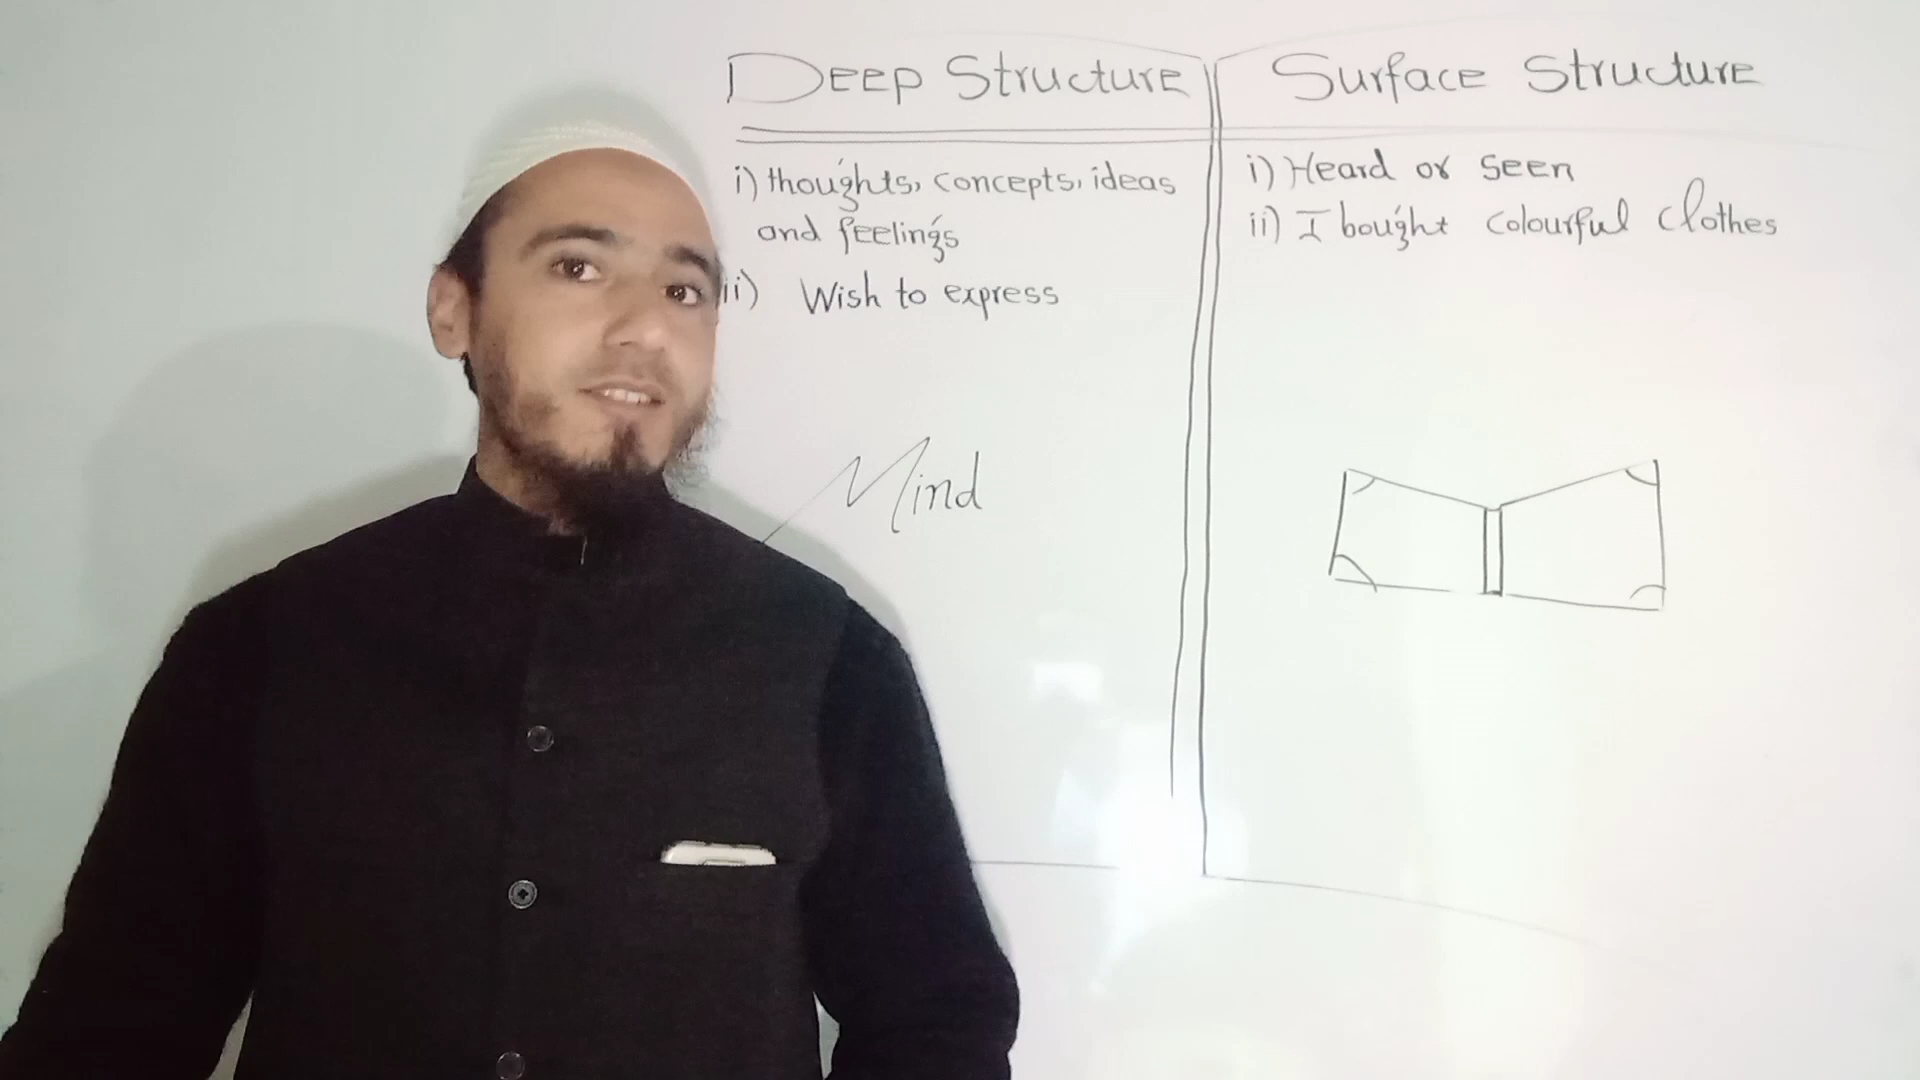 Deep Structure
i) thoughts, concepts, ideas
and feelings
ii) Wish to express
Mind
Surface Structure
i) Heard or seen
ii) I bought colourful clothes